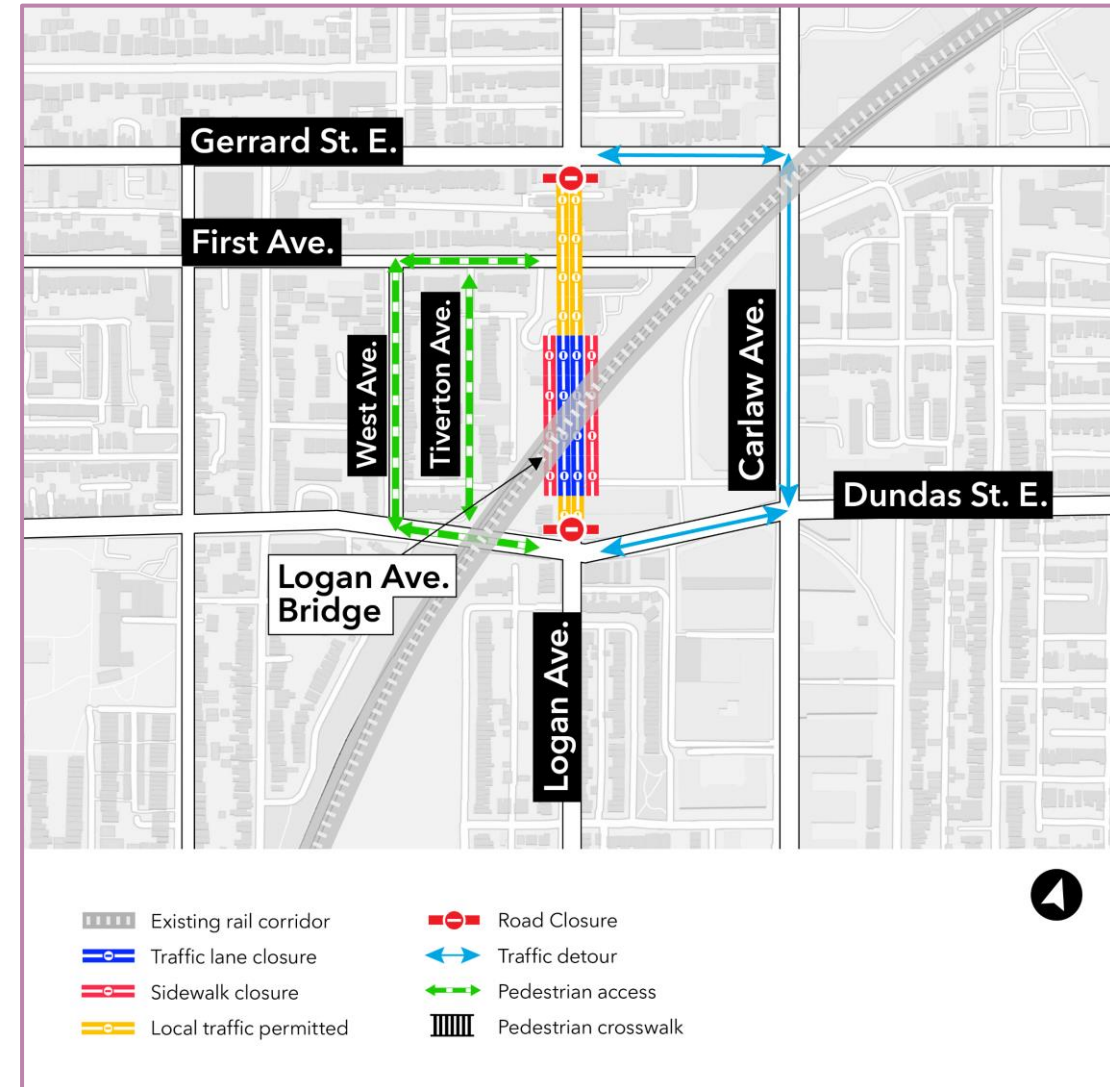 Gerrard St. E.
First Ave.
West Ave.
Tiverton Ave.
Carlaw Ave.
Dundas St. E.
Logan Ave.
Bridge
Logan Ave.
Existing rail corridor
Traffic lane closure
Sidewalk closure
Local traffic permitted
Road Closure
Traffic detour
Pedestrian access
Pedestrian crosswalk